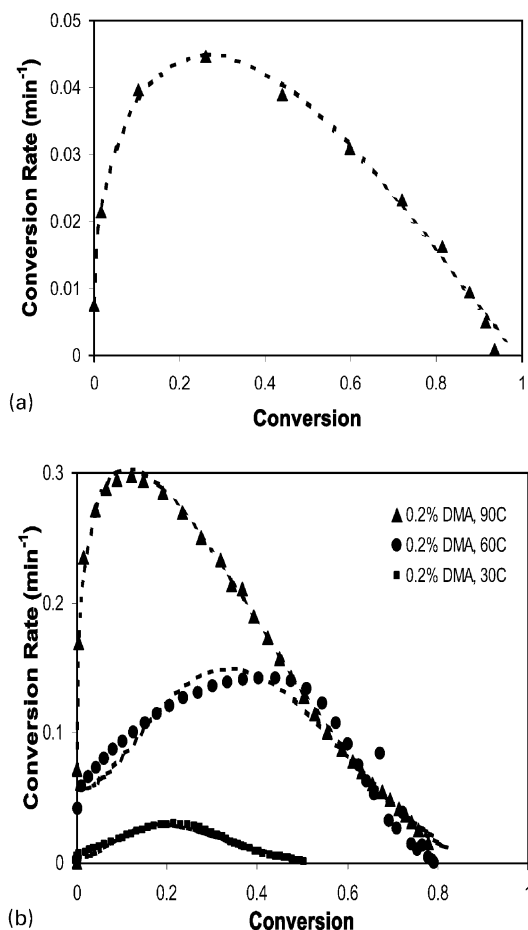 0.05
0.04
0.03
0.02
0.01
0
0 0.2 0.4 0.6 0.8 1
Conversion Rate (min⁻¹)
Conversion
(a)
0.3
0.2
0.1
0
0 0.2 0.4 0.6 0.8 1
Conversion Rate (min⁻¹)
Conversion
0.2% DMA, 90C
0.2% DMA, 60C
0.2% DMA, 30C
(b)